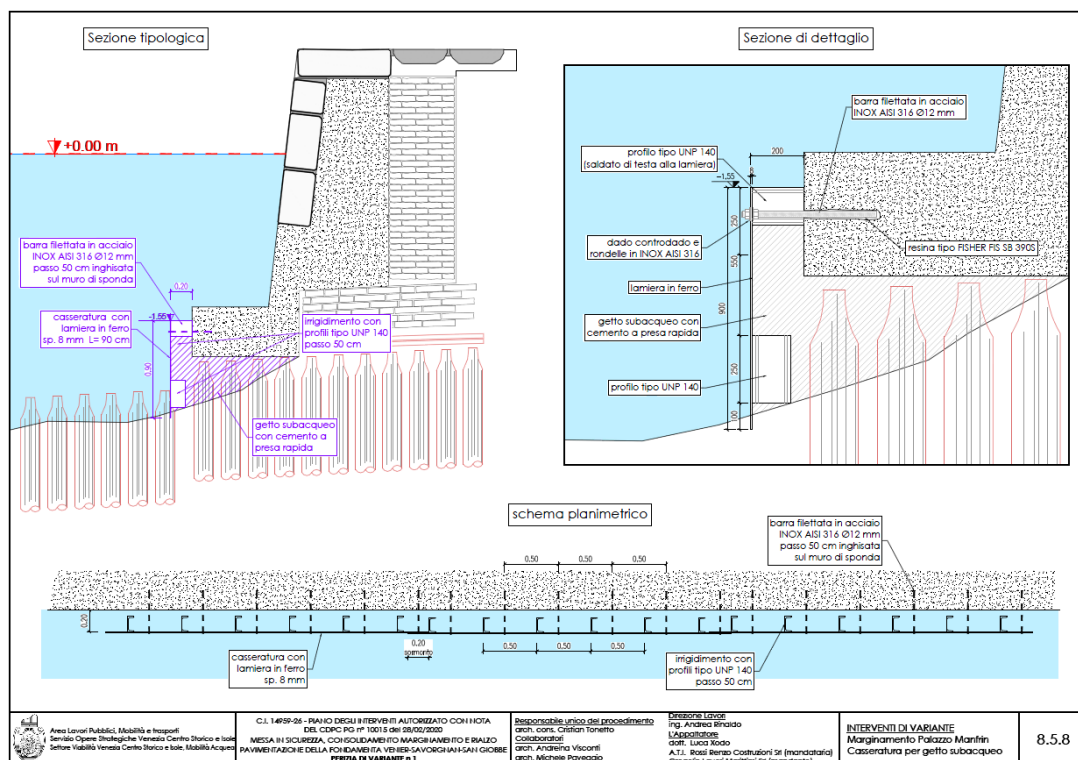 Sezione tipologica
+0.00 m
barra filettata in acciaio
INOX AISI 316 Ø12 mm
passo 50 cm inghisata
sul muro di sponda
0,20
casseratura con
lamiera in ferro
sp. 8 mm L= 90 cm
-1.55
irrigidimento con
profili tipo UNP 140
passo 50 cm
0,90
getto subacqueo
con cemento a
presa rapida
Sezione di dettaglio
barra filettata in acciaio
INOX AISI 316 Ø12 mm
profilo tipo UNP 140
(saldato di testa alla lamiera)
200
-1.55
250
dado controdado e
rondelle in INOX AISI 316
resina tipo FISHER FIS SB 390S
550
lamiera in ferro
900
getto subacqueo con
cemento a presa rapida
250
profilo tipo UNP 140
100
schema planimetrico
barra filettata in acciaio
INOX AISI 316 Ø12 mm
passo 50 cm inghisata
sul muro di sponda
0.50
0.50
0.50
0.20
0.20
sormonto
0.50
0.50
0.50
casseratura con
lamiera in ferro
sp. 8 mm
irrigidimento con
profili tipo UNP 140
passo 50 cm
Area Lavori Pubblici, Mobilità e trasporti
Servizio Opere Strategiche Venezia Centro Storico e Isole
Settore Viabilità Venezia Centro Storico e Isole, Mobilità Acquea
C.I. 14959-26 - PIANO DEGLI INTERVENTI AUTORIZZATO CON NOTA
DEL CDPC PG n° 10015 del 28/02/2020
MESSA IN SICUREZZA, CONSOLIDAMENTO MARGINAMENTO E RIALZO
PAVIMENTAZIONE DELLA FONDAMENTA VENIER-SAVORGNAN-SAN GIOBBE
PERIZIA DI VARIANTE n.1
Responsabile unico del procedimento
arch. cons. Cristian Tonetto
Collaboratori
arch. Andreina Visconti
arch. Michele Paveggio
Direzione Lavori
ing. Andrea Rinaldo
L'Appaltatore
dott. Luca Xodo
A.T.I. Rossi Renzo Costruzioni Srl (mandataria)
INTERVENTI DI VARIANTE
Marginamento Palazzo Manfrin
Casseratura per getto subacqueo
8.5.8